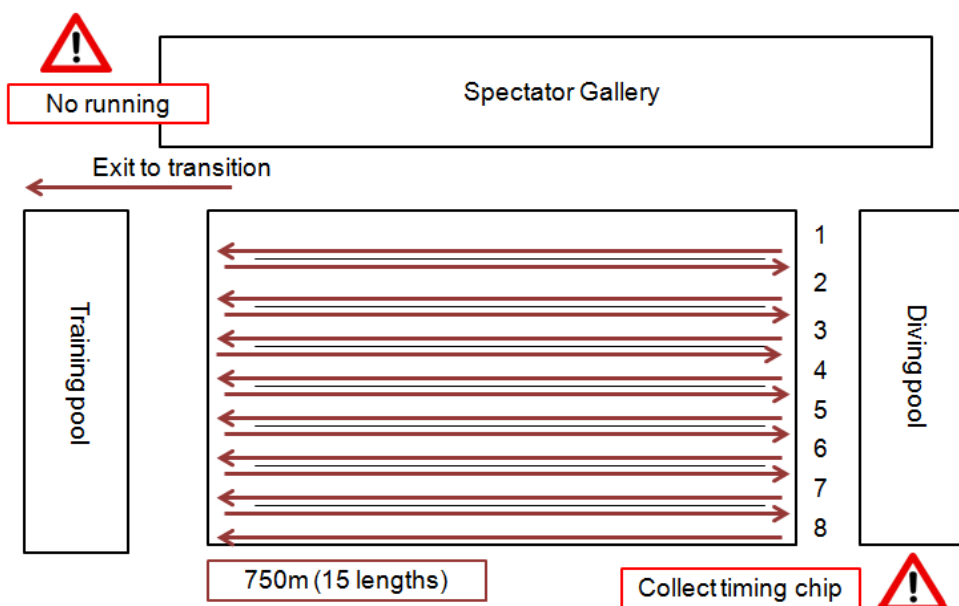 Spectator Gallery
No running
Exit to transition
Training pool
1
2
3
4
5
6
7
8
Diving pool
750m (15 lengths)
Collect timing chip